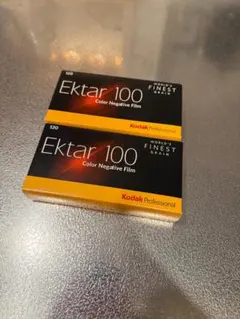 120
Ektar 100
Color Negative Film
WORLD'S
FINEST
GRAIN
Kodak Professional
120
Ektar 100
Color Negative Film
WORLD'S
FINEST
GRAIN
Kodak Professional